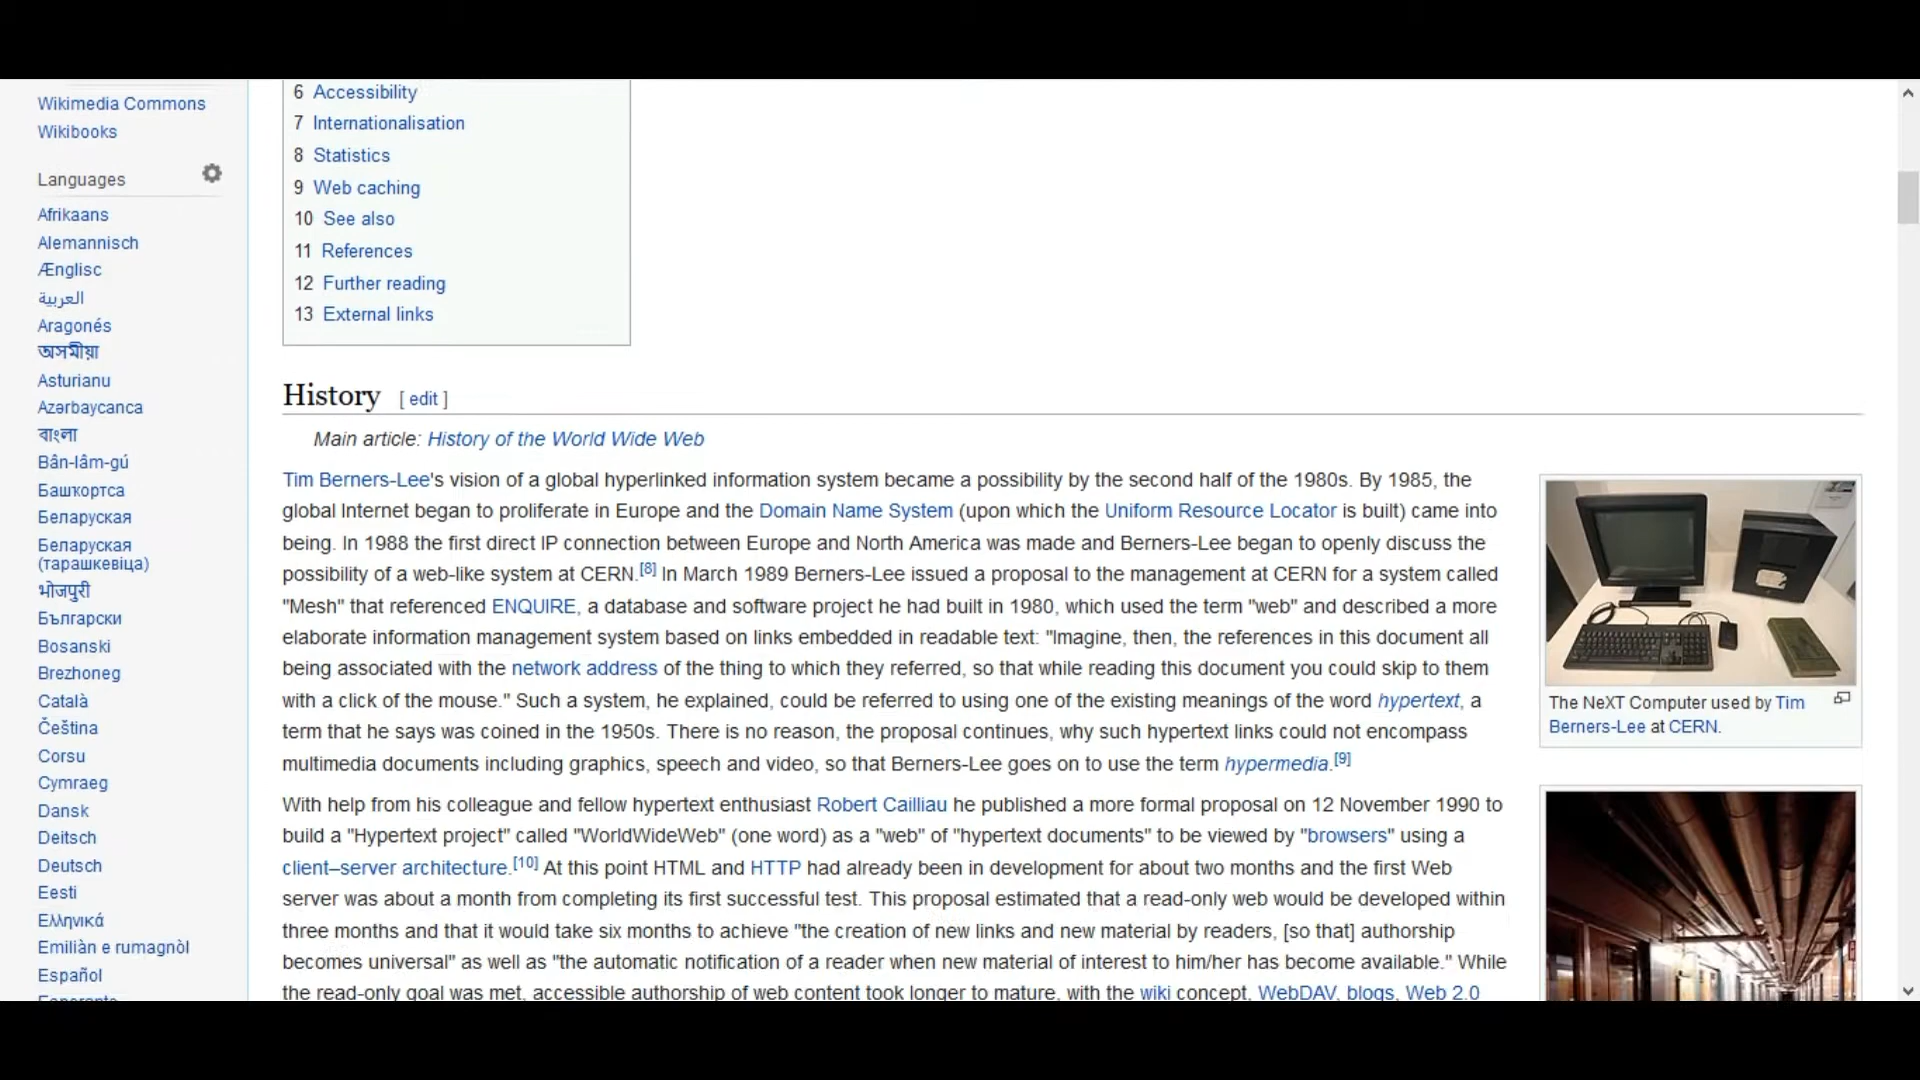 Wikimedia Commons
Wikibooks
Languages
Afrikaans
Alemannisch
Ænglisc
العربية
Aragonés
অসমীয়া
Asturianu
Azərbaycanca
বাংলা
Bân-lâm-gú
Башҡортса
Беларуская
Беларуская
(тарашкевіца)
भोजपुरी
Български
Bosanski
Brezhoneg
Català
Čeština
Corsu
Cymraeg
Dansk
Deitsch
Deutsch
Eesti
Ελληνικά
Emiliàn e rumagnòl
Español
Esperanto
6 Accessibility
7 Internationalisation
8 Statistics
9 Web caching
10 See also
11 References
12 Further reading
13 External links
History [ edit ]
Main article: History of the World Wide Web
Tim Berners-Lee's vision of a global hyperlinked information system became a possibility by the second half of the 1980s. By 1985, the
global Internet began to proliferate in Europe and the Domain Name System (upon which the Uniform Resource Locator is built) came into
being. In 1988 the first direct IP connection between Europe and North America was made and Berners-Lee began to openly discuss the
possibility of a web-like system at CERN.[8] In March 1989 Berners-Lee issued a proposal to the management at CERN for a system called
"Mesh" that referenced ENQUIRE, a database and software project he had built in 1980, which used the term "web" and described a more
elaborate information management system based on links embedded in readable text: "Imagine, then, the references in this document all
being associated with the network address of the thing to which they referred, so that while reading this document you could skip to them
with a click of the mouse." Such a system, he explained, could be referred to using one of the existing meanings of the word hypertext, a
term that he says was coined in the 1950s. There is no reason, the proposal continues, why such hypertext links could not encompass
multimedia documents including graphics, speech and video, so that Berners-Lee goes on to use the term hypermedia.[9]
With help from his colleague and fellow hypertext enthusiast Robert Cailliau he published a more formal proposal on 12 November 1990 to
build a "Hypertext project" called "WorldWideWeb" (one word) as a "web" of "hypertext documents" to be viewed by "browsers" using a
client–server architecture.[10] At this point HTML and HTTP had already been in development for about two months and the first Web
server was about a month from completing its first successful test. This proposal estimated that a read-only web would be developed within
three months and that it would take six months to achieve "the creation of new links and new material by readers, [so that] authorship
becomes universal" as well as "the automatic notification of a reader when new material of interest to him/her has become available." While
the read-only goal was met, accessible authorship of web content took longer to mature, with the wiki concept, WebDAV, blogs, Web 2.0
The NeXT Computer used by Tim
Berners-Lee at CERN.